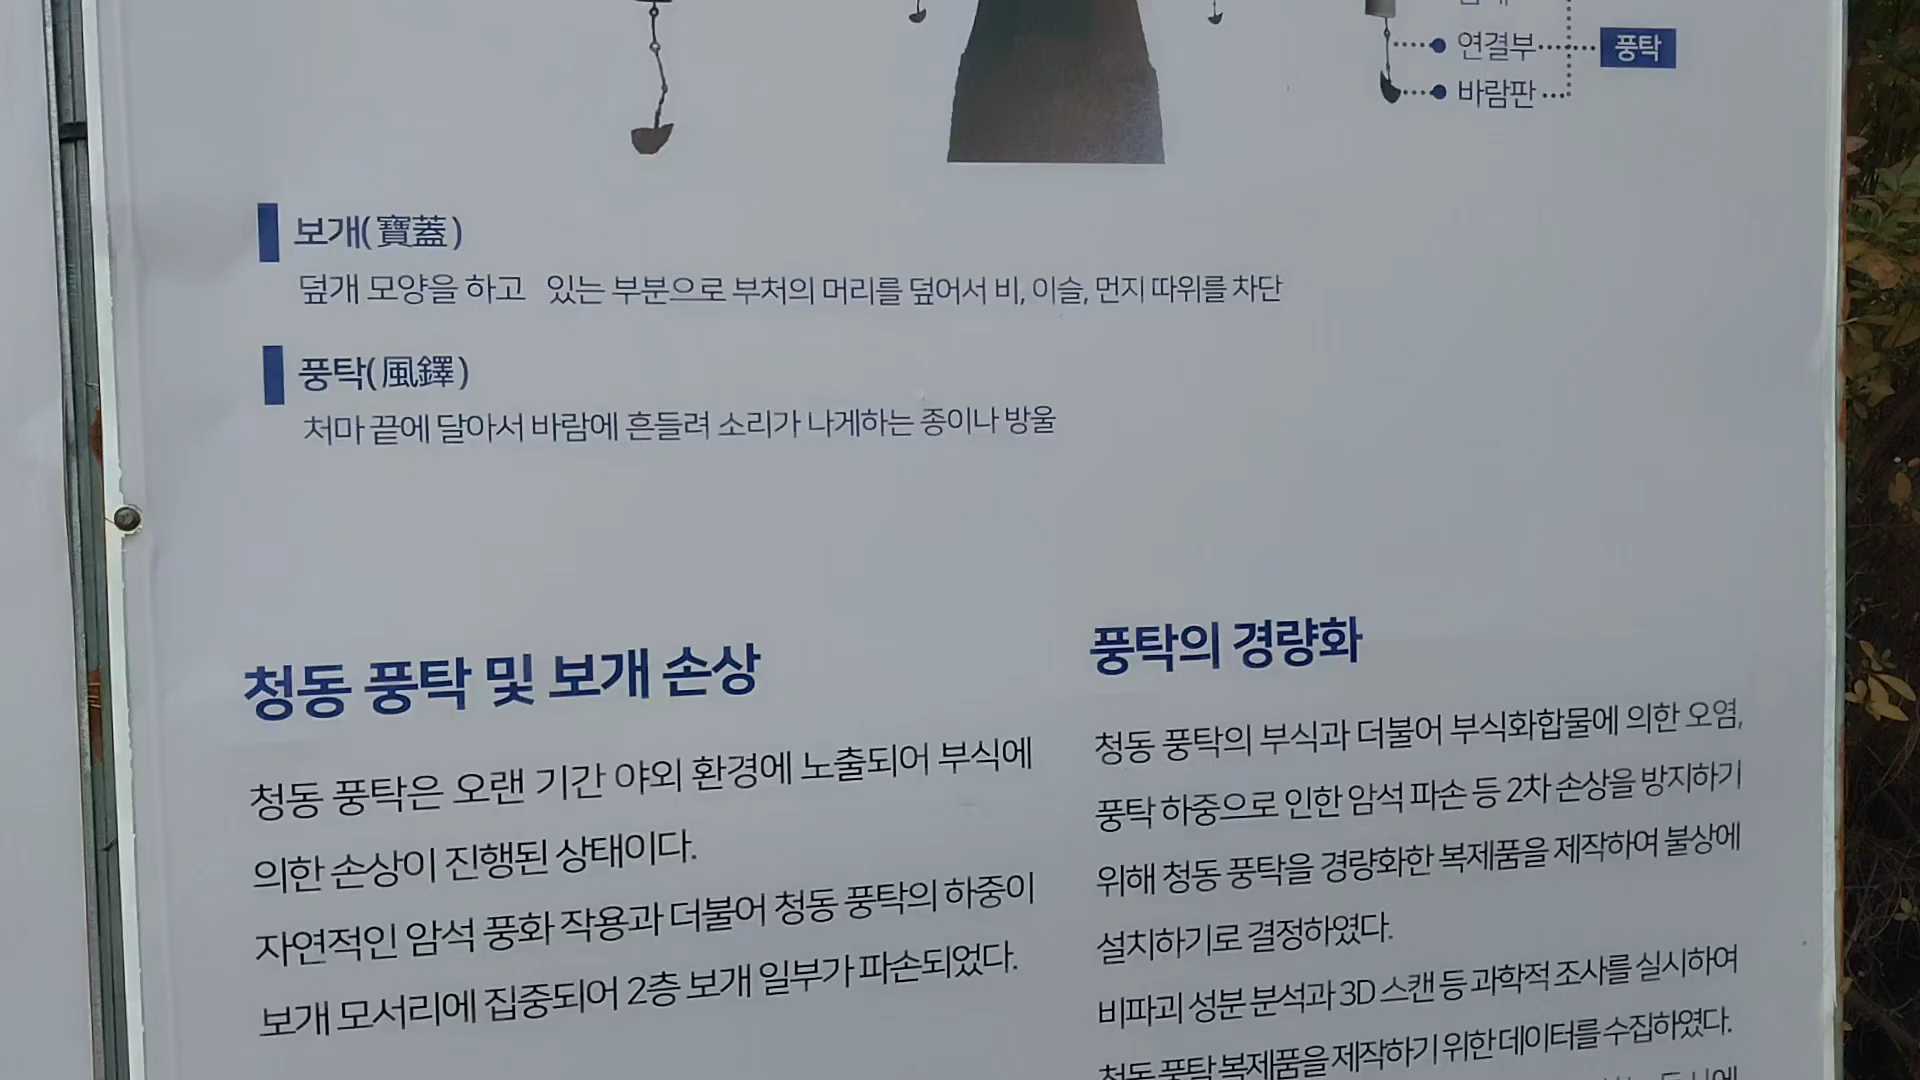 연결부
풍탁
바람판
보개(寶蓋)
덮개 모양을 하고 있는 부분으로 부처의 머리를 덮어서 비, 이슬, 먼지 따위를 차단
풍탁(風鐸)
처마 끝에 달아서 바람에 흔들려 소리가 나게하는 종이나 방울
청동 풍탁 및 보개 손상
청동 풍탁은 오랜 기간 야외 환경에 노출되어 부식에
의한 손상이 진행된 상태이다.
자연적인 암석 풍화 작용과 더불어 청동 풍탁의 하중이
보개 모서리에 집중되어 2층 보개 일부가 파손되었다.
풍탁의 경량화
청동 풍탁의 부식과 더불어 부식화합물에 의한 오염,
풍탁 하중으로 인한 암석 파손 등 2차 손상을 방지하기
위해 청동 풍탁을 경량화한 복제품을 제작하여 불상에
설치하기로 결정하였다.
비파괴 성분 분석과 3D 스캔 등 과학적 조사를 실시하여
청동 풍탁 복제품을 제작하기 위한 데이터를 수집하였다.